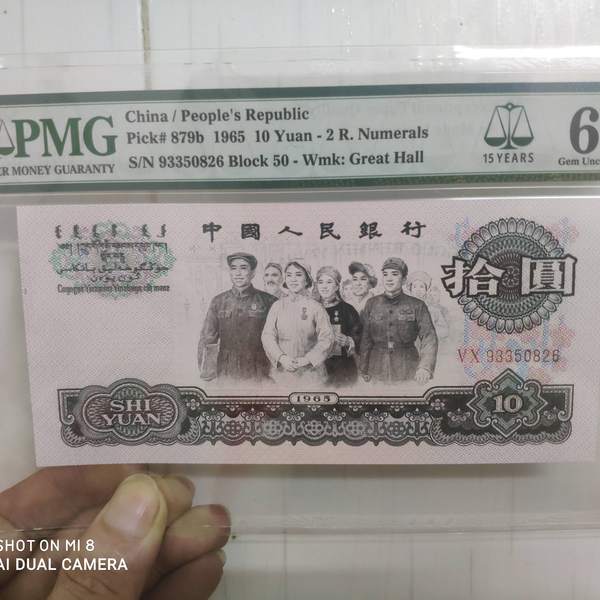 PMG
ER MONEY GUARANTY
China / People's Republic
Pick# 879b 1965 10 Yuan - 2 R. Numerals
S/N 93350826 Block 50 - Wmk: Great Hall
15 YEARS
6
Gem Unc
中國人民銀行
拾圓
VX 93350826
1965
SHI
YUAN
10
SHOT ON MI 8
AI DUAL CAMERA